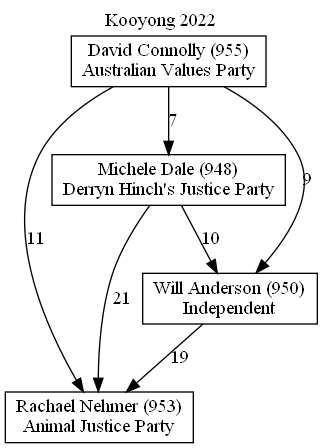 Kooyong 2022
David Connolly (955)
Australian Values Party
7
Michele Dale (948)
Derryn Hinch's Justice Party
9
11
10
Will Anderson (950)
Independent
21
19
Rachael Nehmer (953)
Animal Justice Party